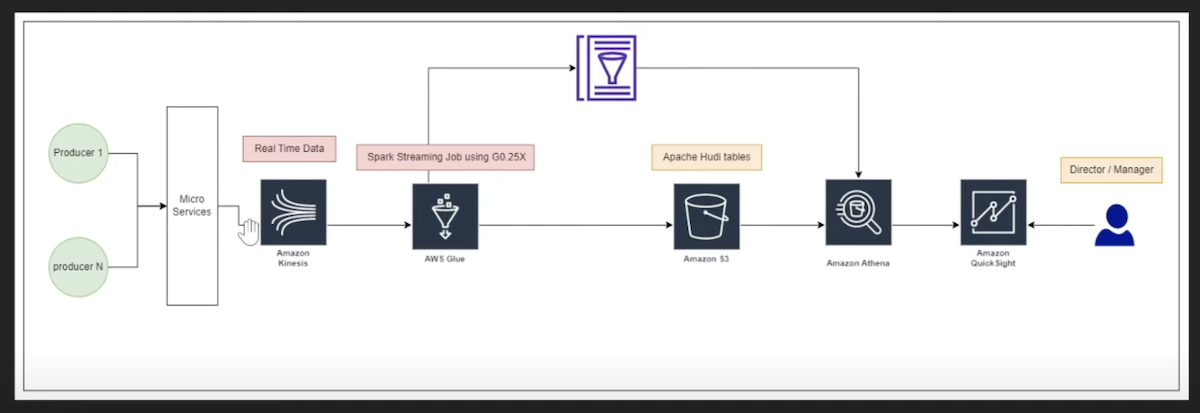 Producer 1
producer N
Micro
Services
Real Time Data
Amazon
Kinesis
Spark Streaming Job using G0.25X
AWS Glue
Apache Hudi tables
Amazon S3
Amazon Athena
Amazon
QuickSight
Director / Manager